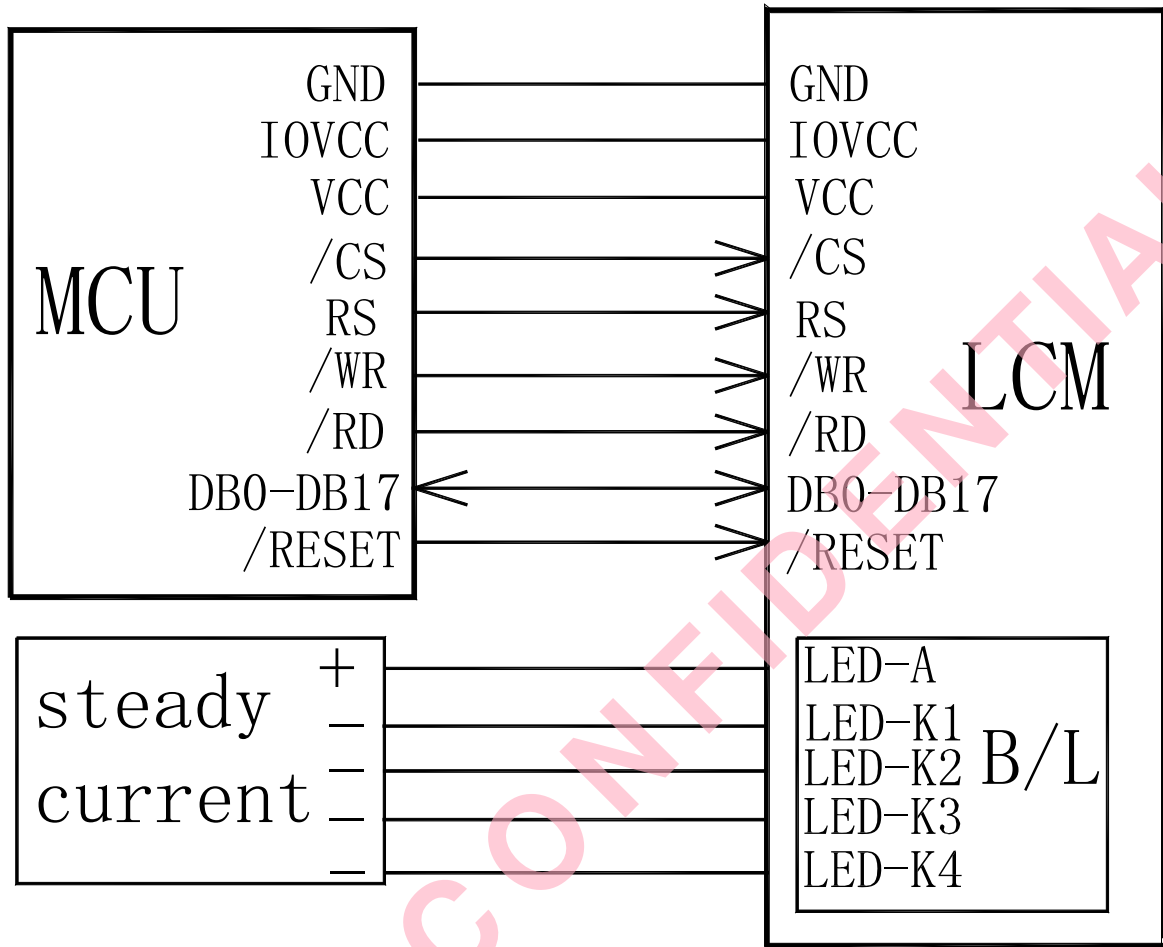 GND
IOVCC
VCC
/CS
RS
/WR
/RD
DB0-DB17
/RESET
MCU
GND
IOVCC
VCC
/CS
RS
/WR
/RD
DB0-DB17
/RESET
LCM
steady
current
+
-
-
-
-
LED-A
LED-K1
LED-K2
LED-K3
LED-K4
B/L
CONFIDENTIAL